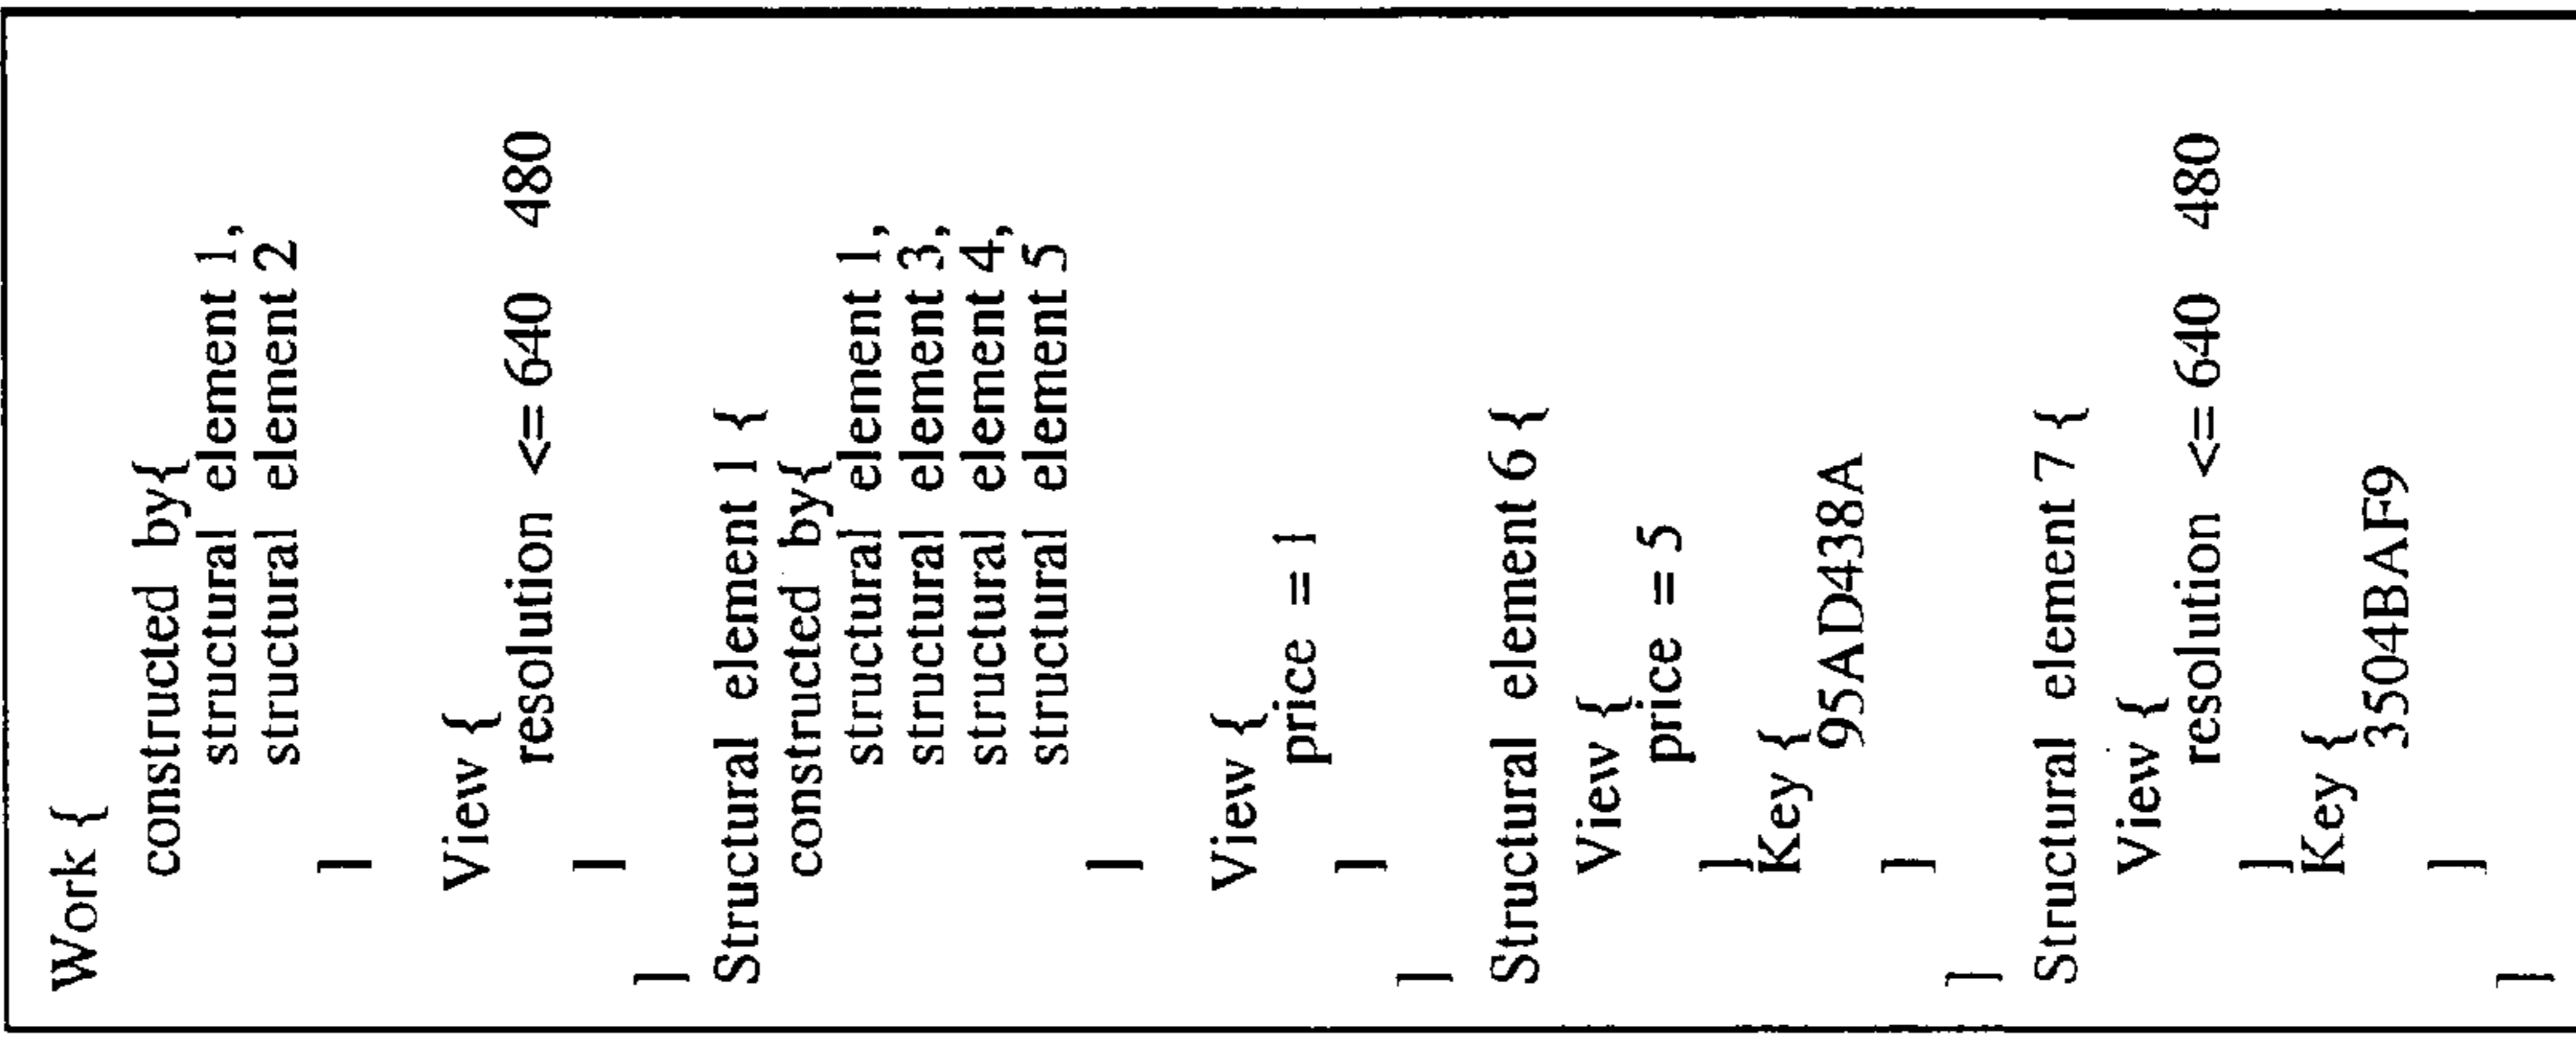 Work {
constructed by{
structural element 1,
structural element 2
]
View {
resolution <= 640 480
]
]
Structural element 1 {
constructed by{
structural element 1,
structural element 3,
structural element 4,
structural element 5
]
View {
price = 1
]
]
Structural element 6 {
View {
price = 5
]
Key {
95AD438A
]
]
Structural element 7 {
View {
resolution <= 640 480
]
Key {
3504BAF9
]
]